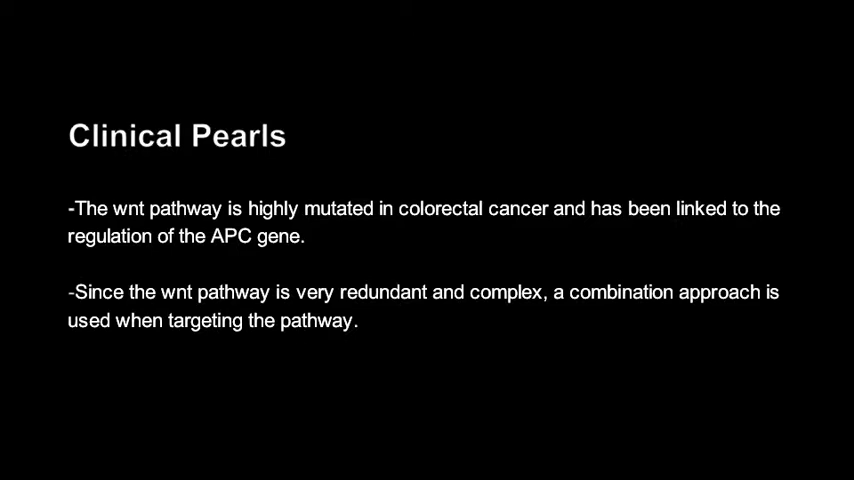 Clinical Pearls
-The wnt pathway is highly mutated in colorectal cancer and has been linked to the
regulation of the APC gene.
-Since the wnt pathway is very redundant and complex, a combination approach is
used when targeting the pathway.